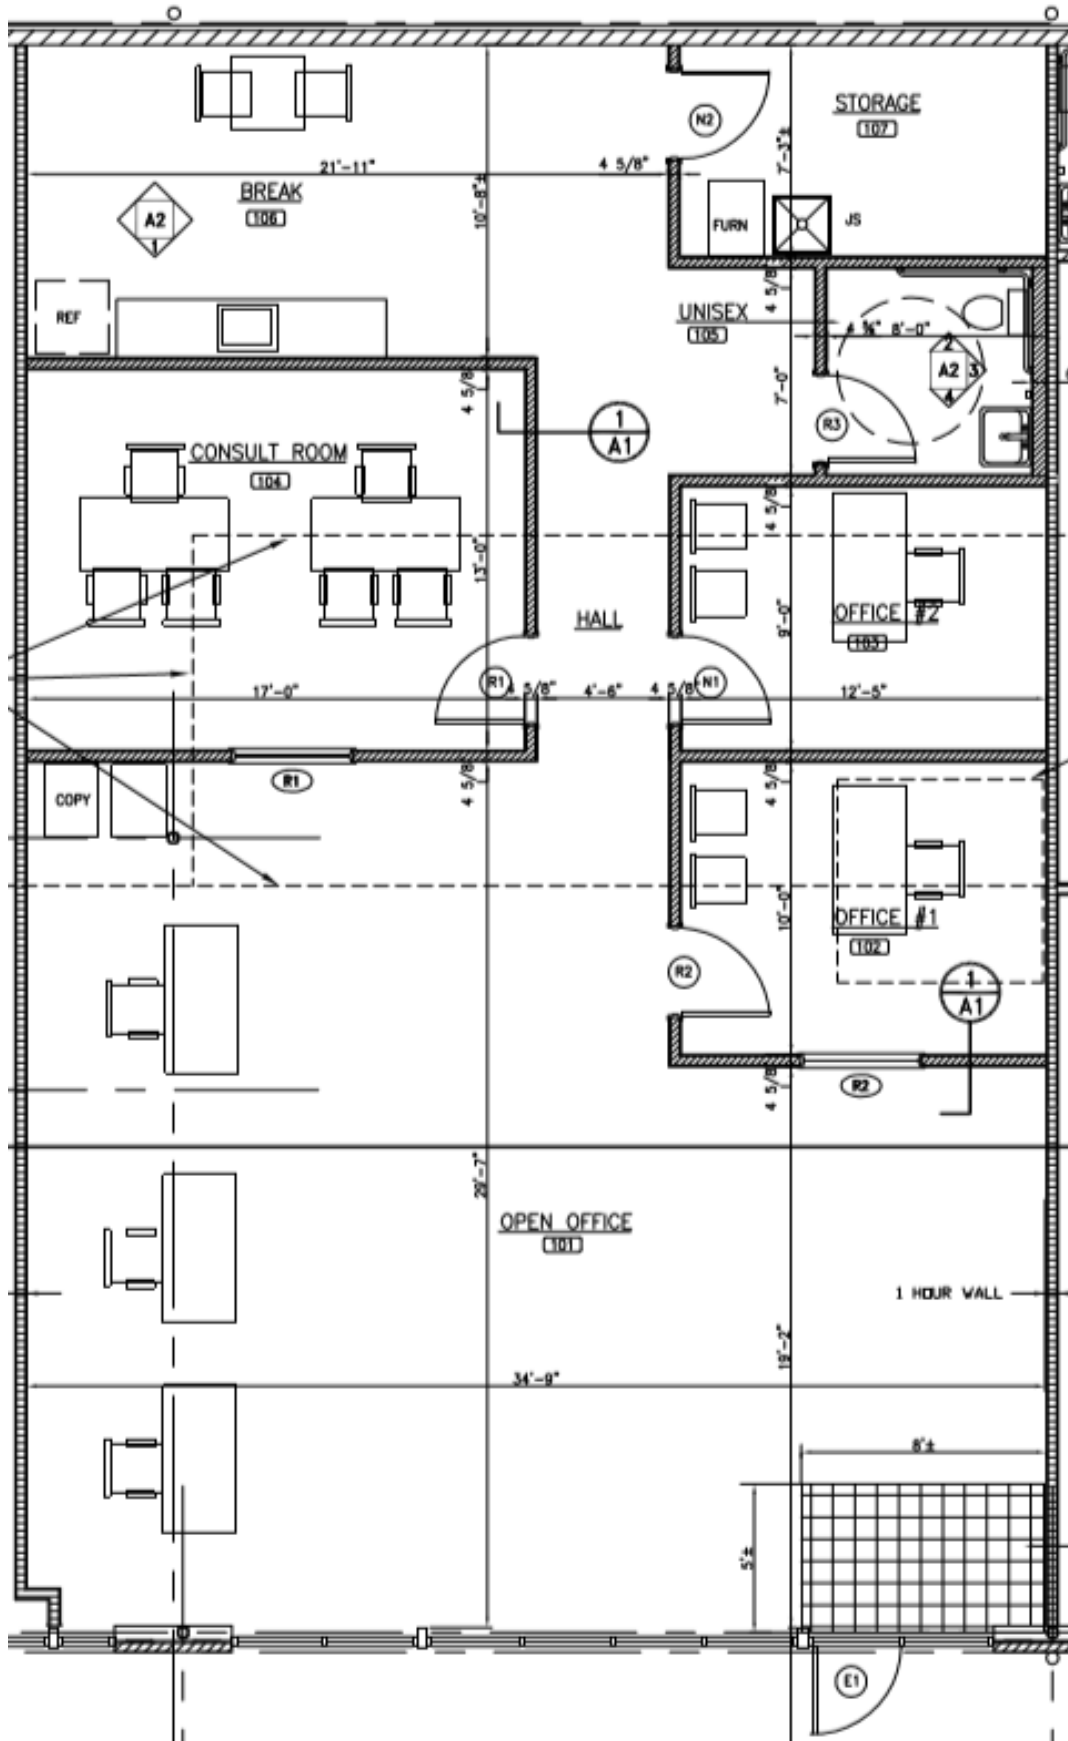 N2
STORAGE
107
7'-3"±
21'-11"
4 5/8"
BREAK
106
10'-8"±
A2
1
FURN
JS
REF
4 5/8
UNISEX
105
8'-0"
2
A2
3
4
4 5/8
7'-0"
1
A1
R3
CONSULT ROOM
104
4 5/8
13'-0"
HALL
9'-0"
OFFICE #2
103
R1
N1
17'-0"
4 5/8"
4'-6"
4 5/8"
12'-5"
R1
COPY
4 5/8
4 5/8
10'-0"
OFFICE #1
102
R2
1
A1
4 5/8
R2
29'-7"
OPEN OFFICE
101
1 HOUR WALL
19'-2"
34'-9"
8'±
5'±
E1